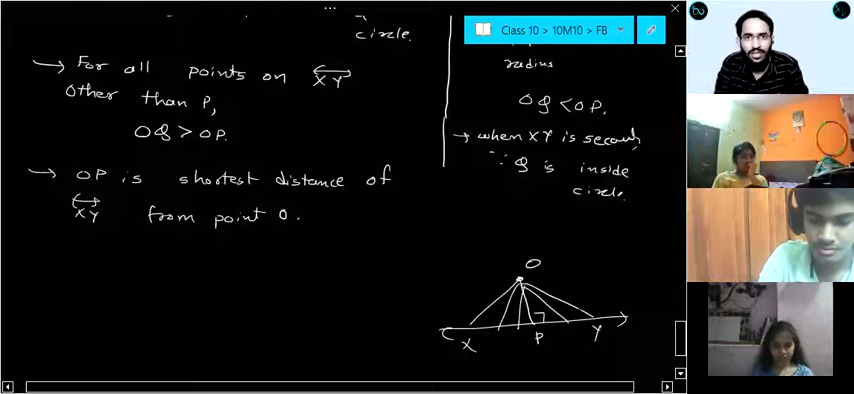 circle.
Class 10 > 10M10 > FB
→ For all points on XY
Other than P,
OQ > OP.
→ OP is shortest distance of
XY from point O.
radius
OQ < OP.
→ when XY is secant,
∵ Q is inside
circle.
O
X P Y